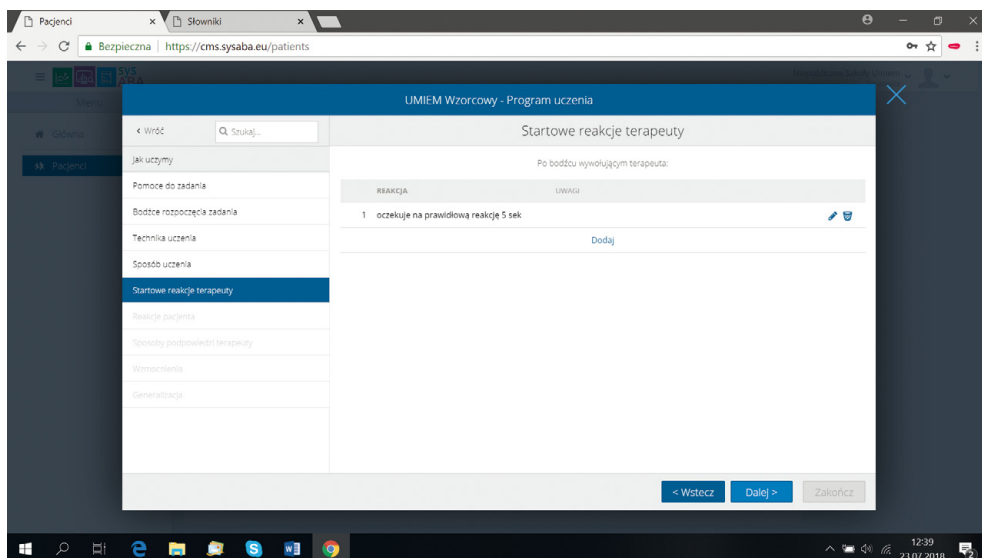 Pacjenci
Słowniki
Bezpieczna | https://cms.sysaba.eu/patients
sys
ABA
Menu
Główna
Pacjenci
UMIEM Wzorcowy - Program uczenia
< Wróć
Szukaj...
Startowe reakcje terapeuty
Jak uczymy
Pomoce do zadania
Bodźce rozpoczęcia zadania
Technika uczenia
Sposób uczenia
Startowe reakcje terapeuty
Reakcje pacjenta
Sposoby podpowiedzi terapeuty
Wzmocnienia
Generalizacja
Po bodźcu wywołującym terapeuta:
REAKCJA UWAGI
1 oczekuje na prawidłową reakcję 5 sek
Dodaj
< Wstecz
Dalej >
Zakończ
12:39
23.07.2018